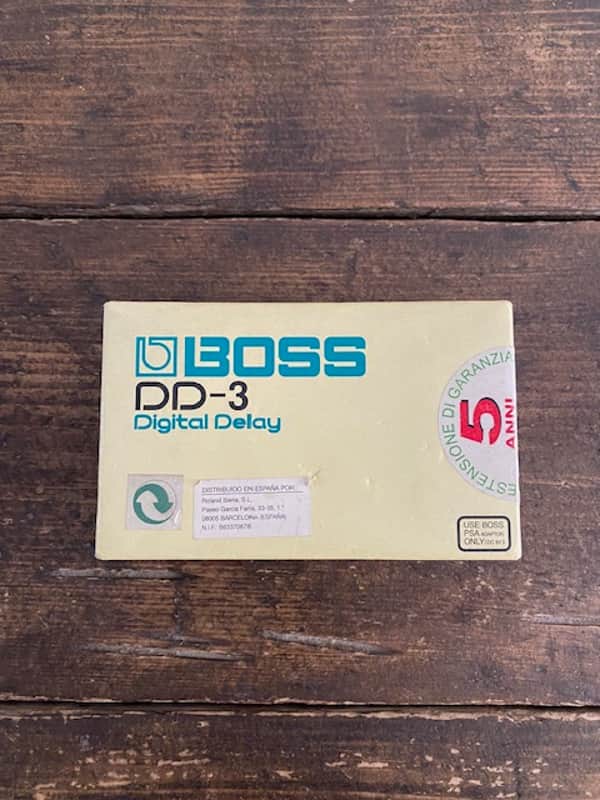 BOSS
DD-3
Digital Delay
ESTENSIONE DI GARANZIA
5
ANNI
DISTRIBUIDO EN ESPAÑA POR:
Roland Iberia, S.L.
Paseo García Faria, 33-35, 1.º
08005 BARCELONA (ESPAÑA)
N.I.F.:
USE BOSS
PSA ADAPTOR
ONLY